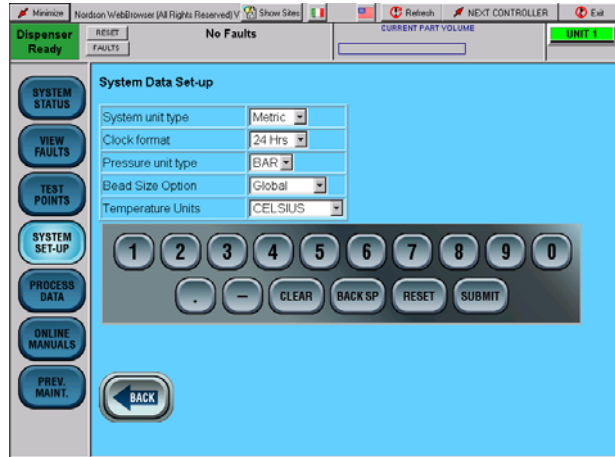 Minimize
Nordson WebBrowser (All Rights Reserved) V
Show Sites
Refresh
NEXT CONTROLLER
Exit
Dispenser
Ready
RESET
FAULTS
No Faults
CURRENT PART VOLUME
UNIT 1
SYSTEM
STATUS
VIEW
FAULTS
TEST
POINTS
SYSTEM
SET-UP
PROCESS
DATA
ONLINE
MANUALS
PREV.
MAINT.
System Data Set-up
System unit type Metric
Clock format 24 Hrs
Pressure unit type BAR
Bead Size Option Global
Temperature Units CELSIUS
1 2 3 4 5 6 7 8 9 0
. – CLEAR BACK SP RESET SUBMIT
BACK